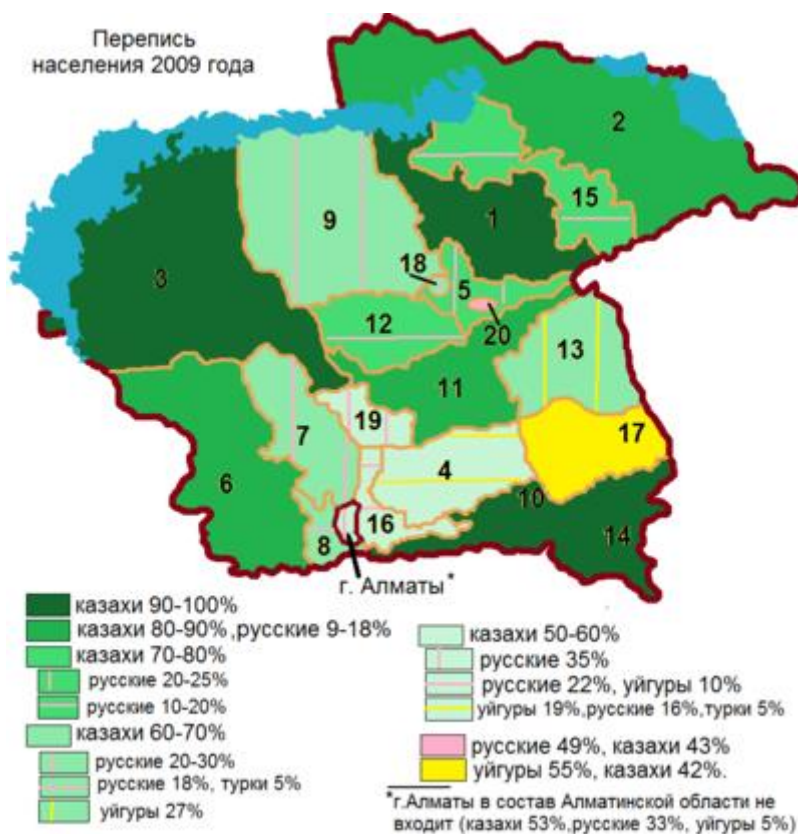 Перепись
населения 2009 года
2
15
1
9
3
18
5
12
20
13
11
19
17
7
4
6
10
16
14
8
г. Алматы*
казахи 90-100%
казахи 80-90% ,русские 9-18%
казахи 70-80%
русские 20-25%
русские 10-20%
казахи 60-70%
русские 20-30%
русские 18%, турки 5%
уйгуры 27%
казахи 50-60%
русские 35%
русские 22%, уйгуры 10%
уйгуры 19%,русские 16%,турки 5%
русские 49%, казахи 43%
уйгуры 55%, казахи 42%.
*г.Алматы в состав Алматинской области не
входит (казахи 53%,русские 33%, уйгуры 5%)